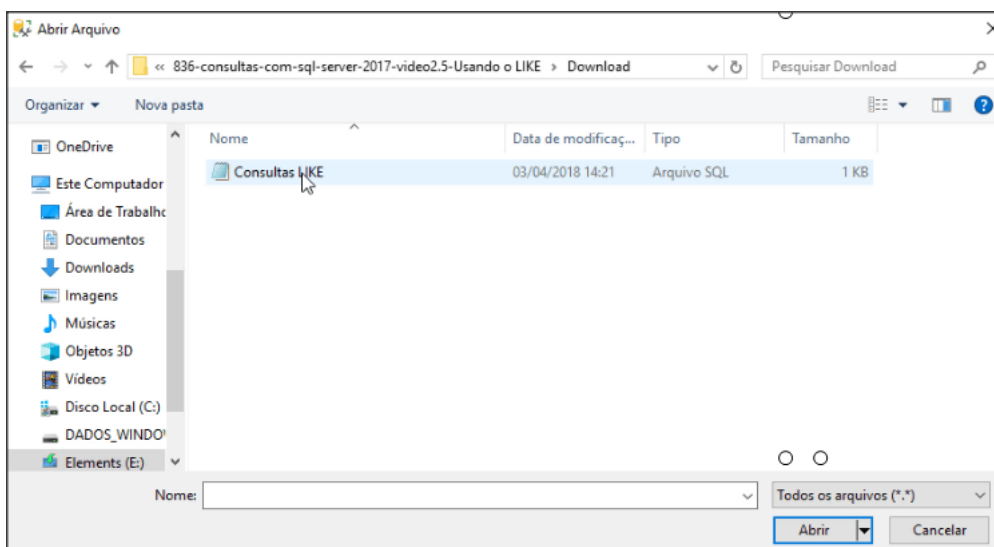 Abrir Arquivo
« 836-consultas-com-sql-server-2017-video2.5-Usando o LIKE › Download
Pesquisar Download
Organizar
Nova pasta
Nome
Data de modificaç...
Tipo
Tamanho
Consultas LIKE
03/04/2018 14:21
Arquivo SQL
1 KB
OneDrive
Este Computador
Área de Trabalho
Documentos
Downloads
Imagens
Músicas
Objetos 3D
Vídeos
Disco Local (C:)
DADOS_WINDO
Elements (E:)
Nome:
Todos os arquivos (*.*)
Abrir
Cancelar